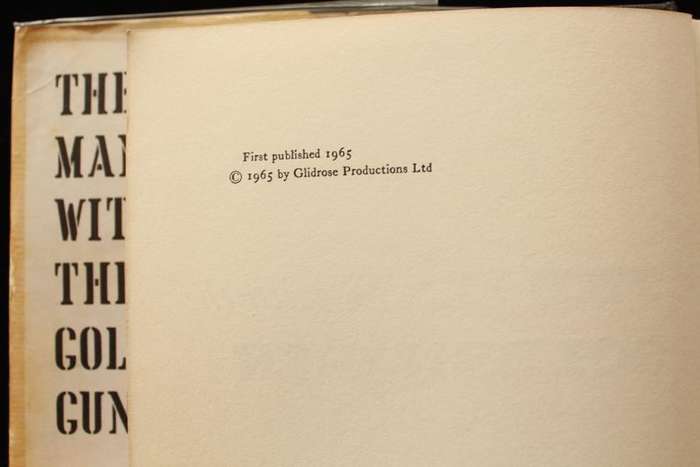 THE
MAN
WIT
THE
GOL
GUN
First published 1965
© 1965 by Glidrose Productions Ltd